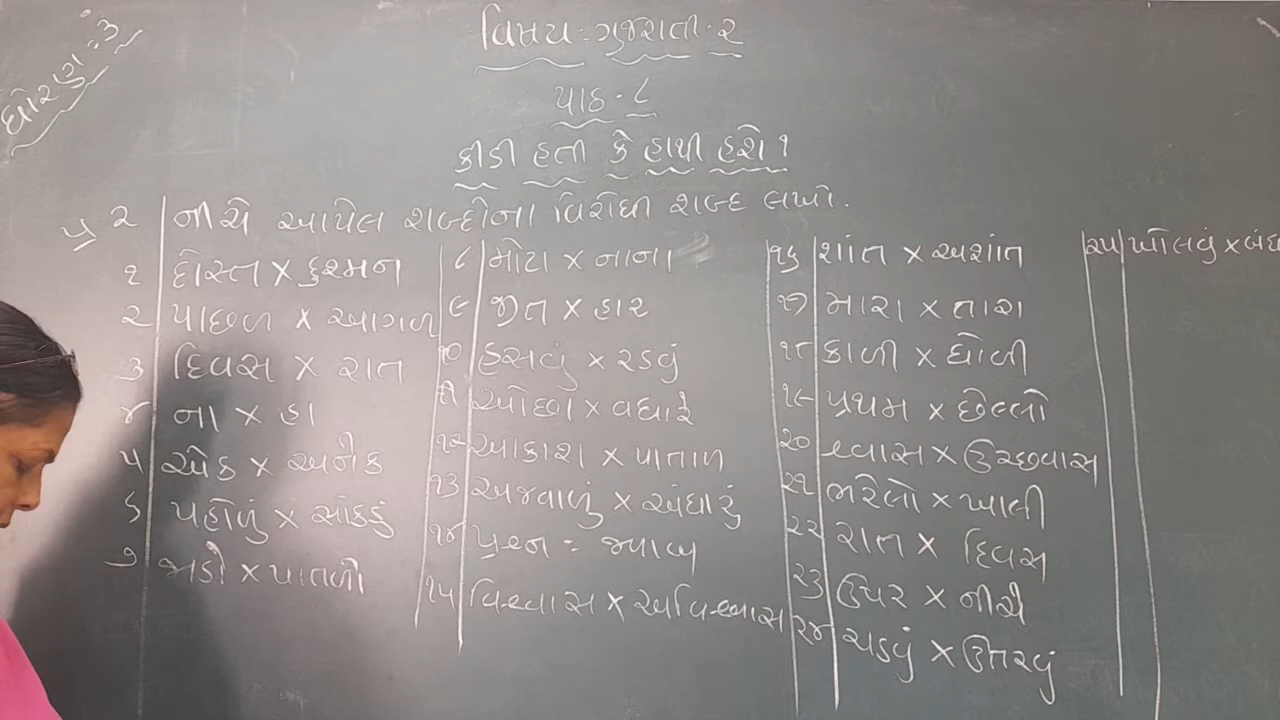 ધોરણ : ૩
વિષય : ગુજરાતી - ૨
પાઠ - ૮
કીડી હતી કે હાથી હશે ?
પ્ર ૨ નીચે આપેલ શબ્દોના વિરોધી શબ્દ લખો.
૧ દોસ્ત × દુશ્મન
૨ પાછળ × આગળ
૩ દિવસ × રાત
૪ ના × હા
૫ એક × અનેક
૬ પહોળું × સાંકડું
૭ જાડો × પાતળો
૮ મોટા × નાના
૯ જીત × હાર
૧૦ હસવું × રડવું
૧૧ ઓછા × વધારે
૧૨ આકાશ × પાતાળ
૧૩ અજવાળું × અંધારું
૧૪ પ્રશ્ન = જવાબ
૧૫ વિશ્વાસ × અવિશ્વાસ
૧૬ શાંત × અશાંત
૧૭ મારા × તારા
૧૮ કાળી × ધોળી
૧૯ પ્રથમ × છેલ્લો
૨૦ શ્વાસ × ઉચ્છવાસ
૨૧ ભરેલો × ખાલી
૨૨ રાત × દિવસ
૨૩ ઉપર × નીચે
૨૪ ચડવું × ઉતરવું
૨૫ ખોલવું × બંધ